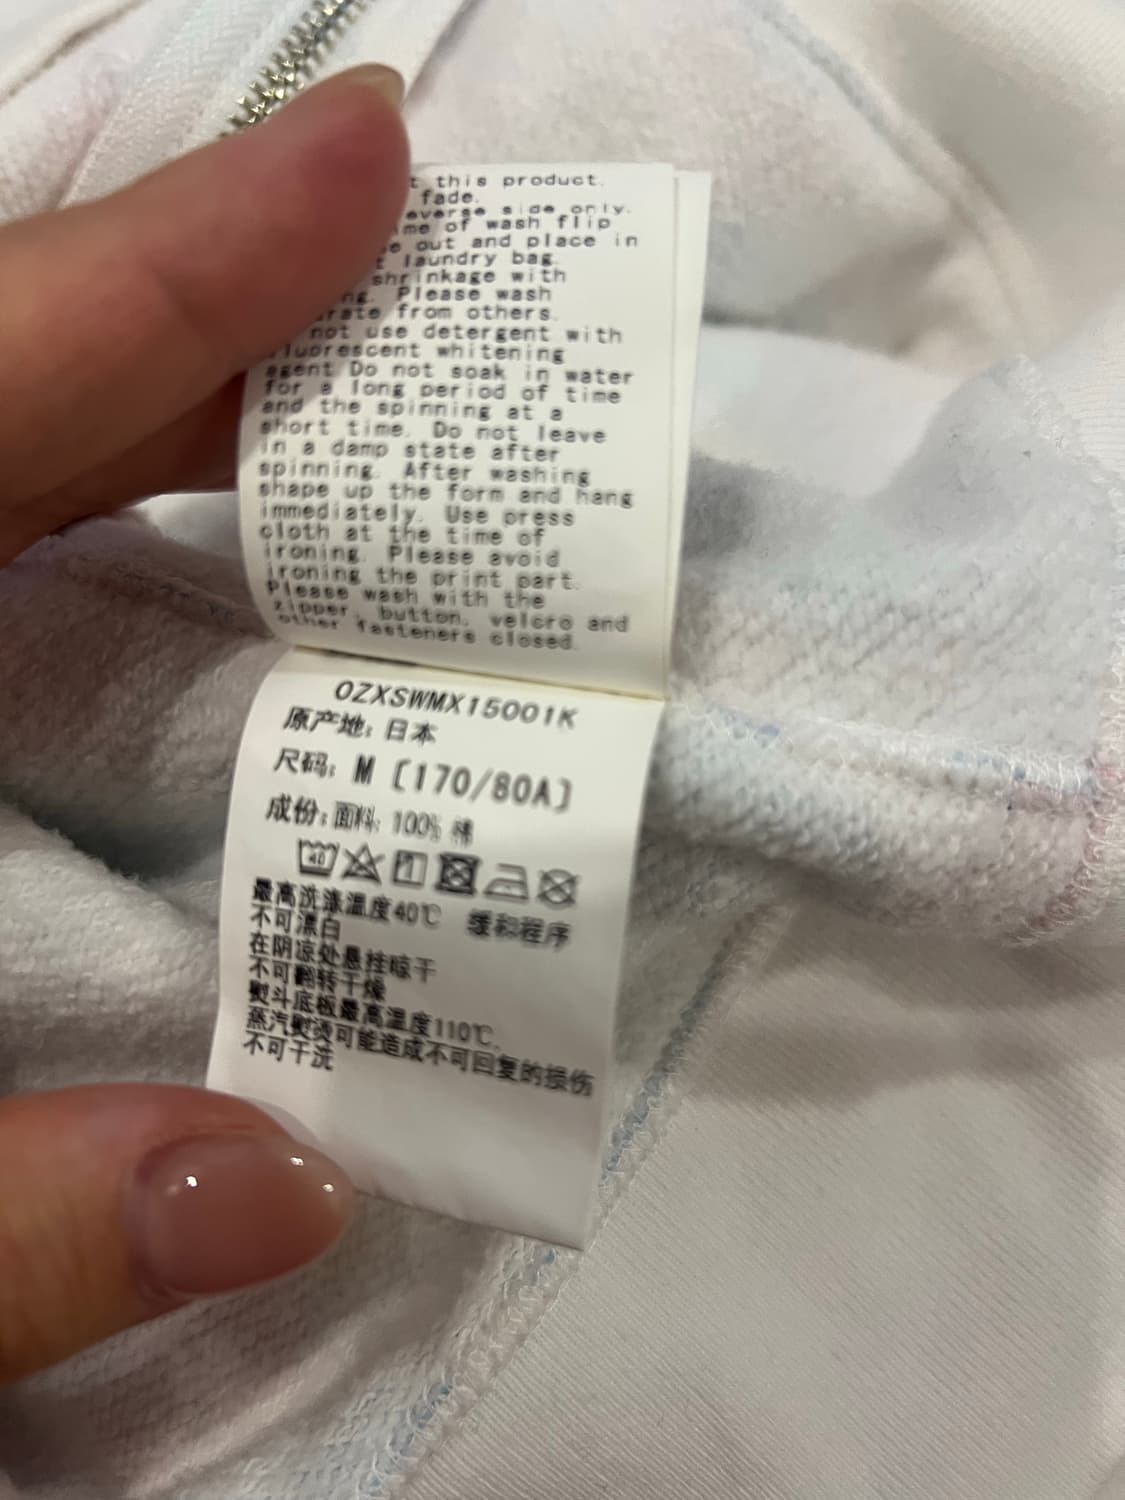 t this product.
fade.
everse side only.
ime of wash flip
e out and place in
t laundry bag.
shrinkage with
ng. Please wash
rate from others.
not use detergent with
fluorescent whitening
agent.Do not soak in water
for a long period of time
and the spinning at a
short time. Do not leave
in a damp state after
spinning. After washing
shape up the form and hang
immediately. Use press
cloth at the time of
ironing. Please avoid
ironing the print part.
Please wash with the
zipper, button, velcro and
other fasteners closed.
OZXSWMX15001K
原产地: 日本
尺码: M [170/80A]
成份: 面料: 100% 棉
40
最高洗涤温度40℃ 缓和程序
不可漂白
在阴凉处悬挂晾干
不可翻转干燥
熨斗底板最高温度110℃.
蒸汽熨烫可能造成不可回复的损伤
不可干洗